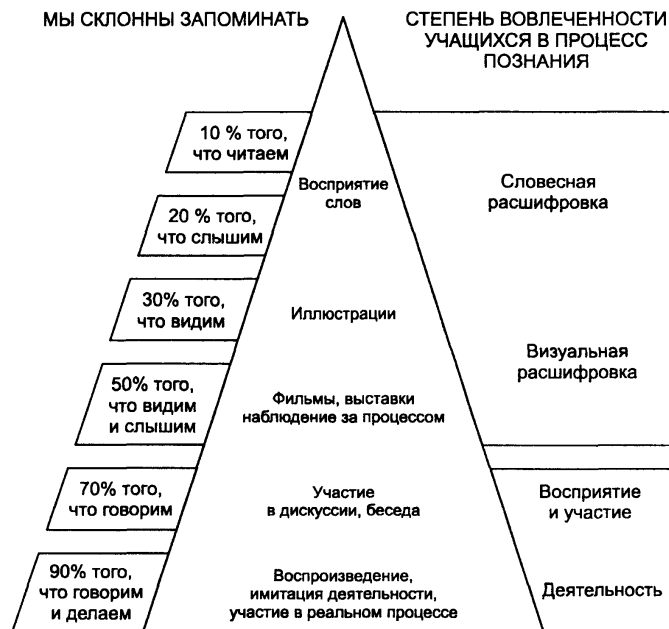 МЫ СКЛОННЫ ЗАПОМИНАТЬ
СТЕПЕНЬ ВОВЛЕЧЕННОСТИ
УЧАЩИХСЯ В ПРОЦЕСС
ПОЗНАНИЯ
10 % того,
что читаем
Восприятие
слов
Словесная
расшифровка
20 % того,
что слышим
30% того,
что видим
Иллюстрации
Визуальная
расшифровка
50% того,
что видим
и слышим
Фильмы, выставки
наблюдение за процессом
70% того,
что говорим
Участие
в дискуссии, беседа
Восприятие
и участие
90% того,
что говорим
и делаем
Воспроизведение,
имитация деятельности,
участие в реальном процессе
Деятельность